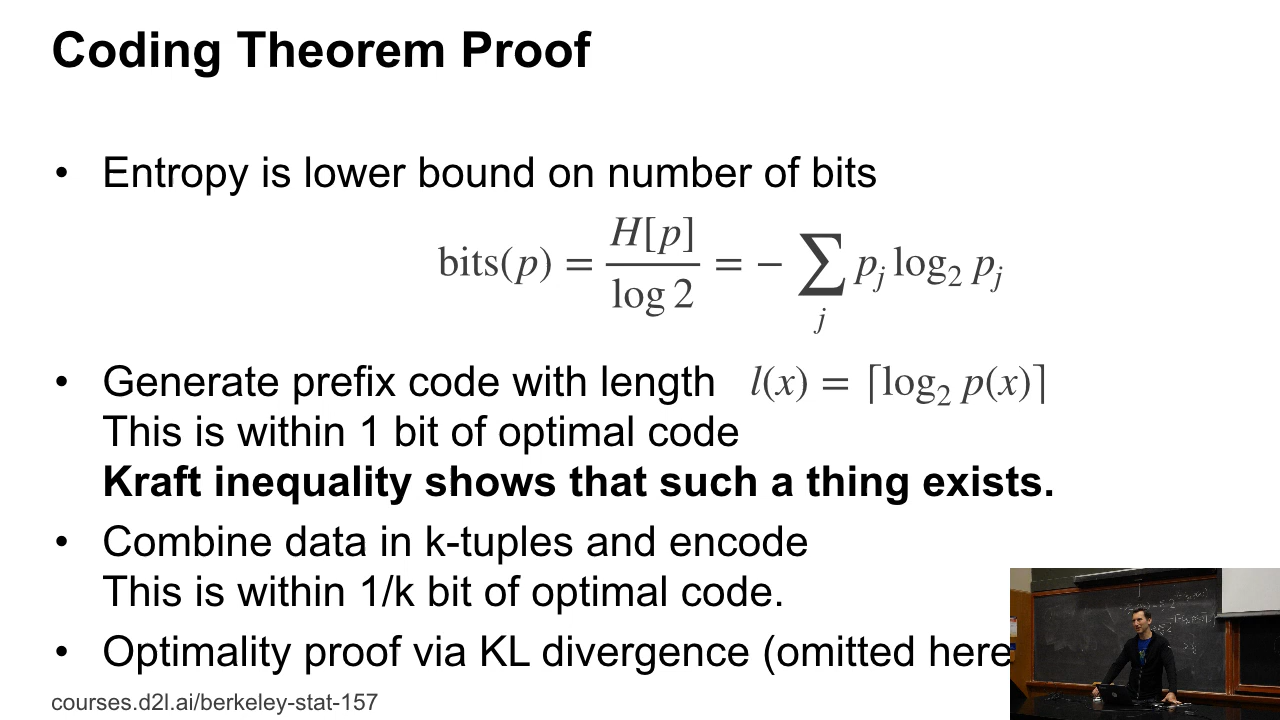 Coding Theorem Proof
• Entropy is lower bound on number of bits
bits(p) = H[p] / log 2 = − ∑_j p_j log_2 p_j
• Generate prefix code with length l(x) = ⌈log_2 p(x)⌉
This is within 1 bit of optimal code
Kraft inequality shows that such a thing exists.
• Combine data in k-tuples and encode
This is within 1/k bit of optimal code.
• Optimality proof via KL divergence (omitted here
courses.d2l.ai/berkeley-stat-157